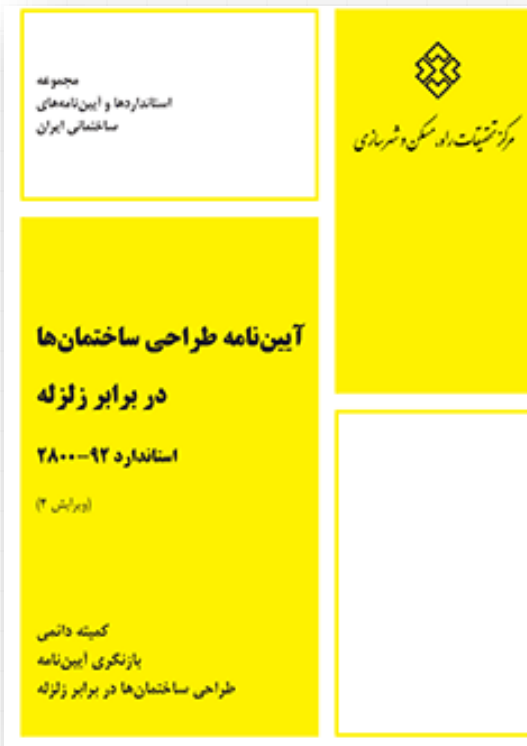 مجموعه
استانداردها و آیین‌نامه‌های
ساختمانی ایران
مرکز تحقیقات راه، مسکن و شهرسازی
آیین‌نامه طراحی ساختمان‌ها
در برابر زلزله
استاندارد ۹۲-۲۸۰۰
(ویرایش ۴)
کمیته دائمی
بازنگری آیین‌نامه
طراحی ساختمان‌ها در برابر زلزله